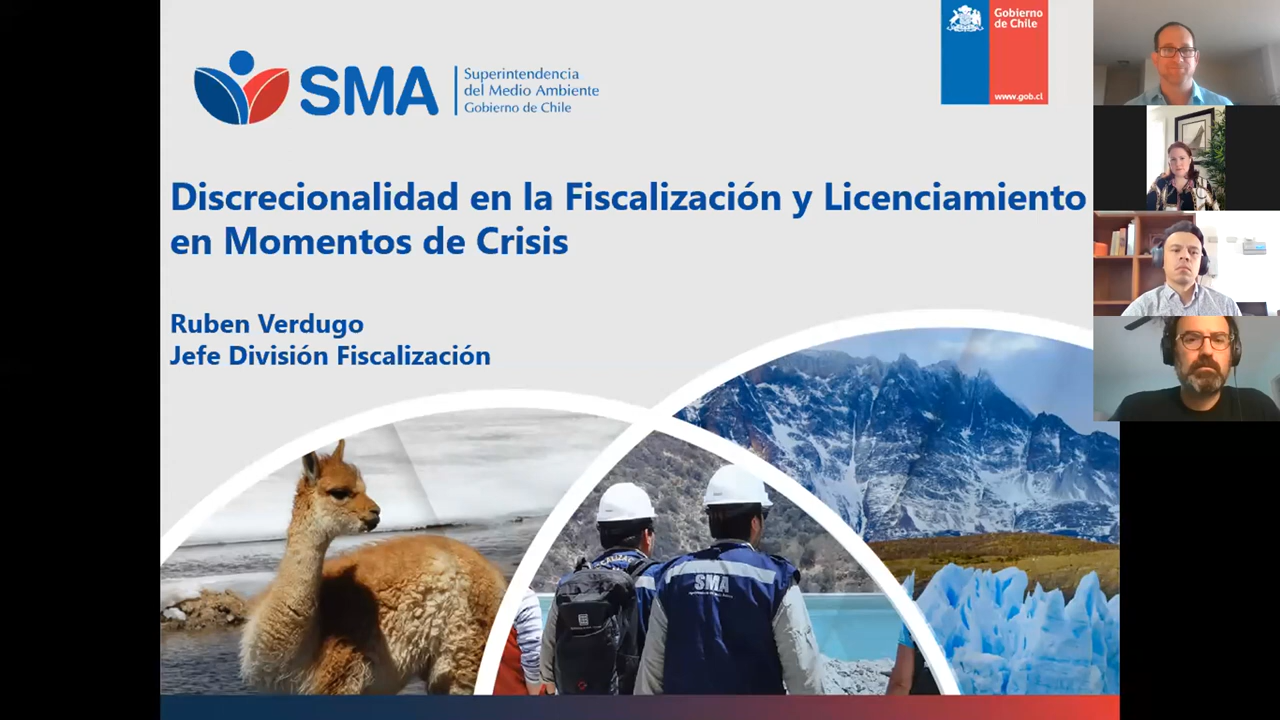 SMA
Superintendencia
del Medio Ambiente
Gobierno de Chile
Gobierno
de Chile
www.gob.cl
Discrecionalidad en la Fiscalización y Licenciamiento
en Momentos de Crisis
Ruben Verdugo
Jefe División Fiscalización
SMA